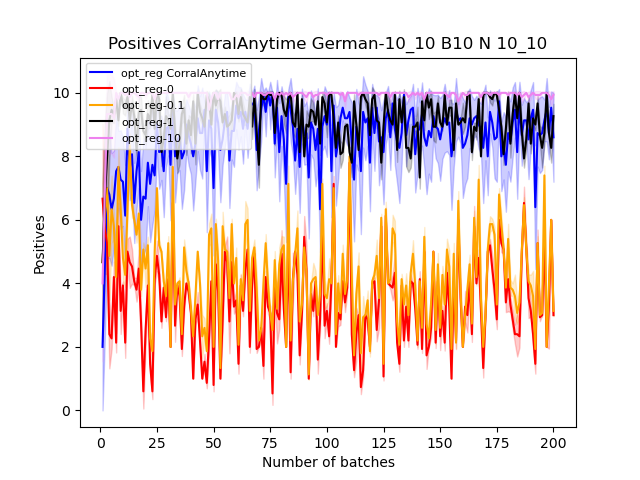 Positives CorralAnytime German-10_10 B10 N 10_10
opt_reg CorralAnytime
opt_reg-0
opt_reg-0.1
opt_reg-1
opt_reg-10
Positives
10
8
6
4
2
0
0 25 50 75 100 125 150 175 200
Number of batches